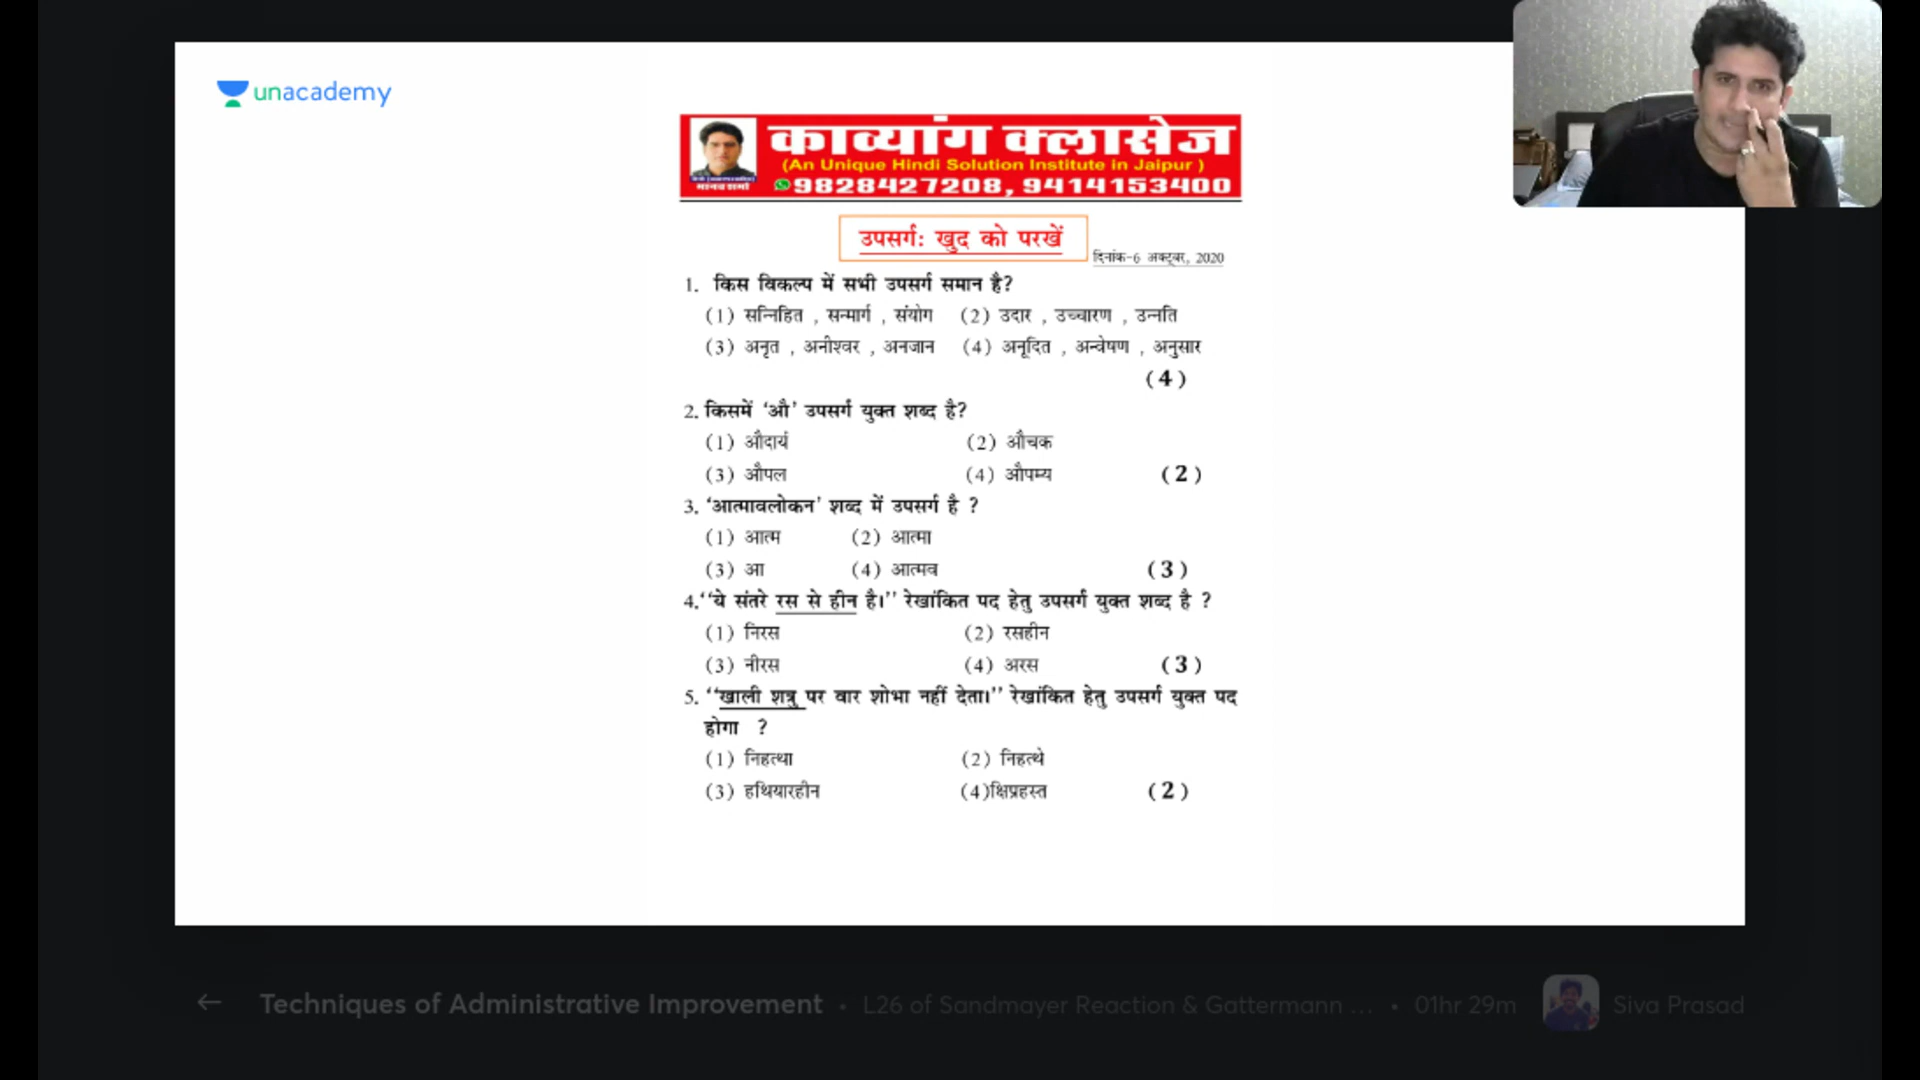 unacademy
काव्यांग क्लासेज
(An Unique Hindi Solution Institute in Jaipur )
मानव शर्मा
9828427208, 9414153400
उपसर्ग: खुद को परखें
दिनांक-6 अक्टूबर, 2020
1. किस विकल्प में सभी उपसर्ग समान है?
(1) सन्निहित , सन्मार्ग , संयोग (2) उदार , उच्चारण , उन्नति
(3) अनृत , अनीश्वर , अनजान (4) अनूदित , अन्वेषण , अनुसार
(4)
2. किसमें ‘औ’ उपसर्ग युक्त शब्द है?
(1) औदार्य (2) औचक
(3) औपल (4) औपम्य (2)
3. ‘आत्मावलोकन’ शब्द में उपसर्ग है ?
(1) आत्म (2) आत्मा
(3) आ (4) आत्मव (3)
4.‘‘ये संतरे रस से हीन है।’’ रेखांकित पद हेतु उपसर्ग युक्त शब्द है ?
(1) निरस (2) रसहीन
(3) नीरस (4) अरस (3)
5. ‘‘खाली शत्रु पर वार शोभा नहीं देता।’’ रेखांकित हेतु उपसर्ग युक्त पद
होगा ?
(1) निहत्था (2) निहत्थे
(3) हथियारहीन (4)क्षिप्रहस्त (2)
Techniques of Administrative Improvement • L26 of Sandmayer Reaction & Gattermann ... • 01hr 29m Siva Prasad